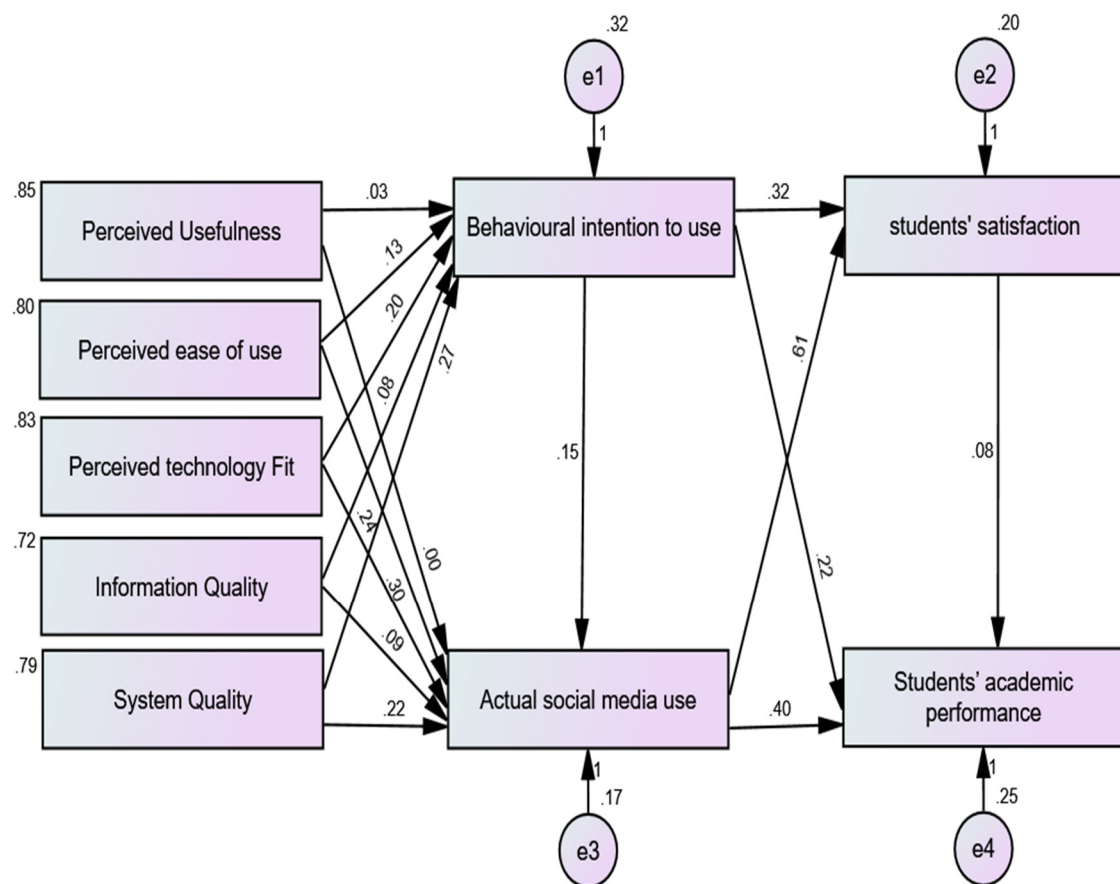 .32
e1
1
.20
e2
1
.85
Perceived Usefulness
.80
Perceived ease of use
.83
Perceived technology Fit
.72
Information Quality
.79
System Quality
.03
.13
.20
.08
.27
.24
.00
.30
.09
.22
Behavioural intention to use
.15
Actual social media use
1
.17
e3
.32
.61
.22
.40
students' satisfaction
.08
Students’ academic
performance
1
.25
e4